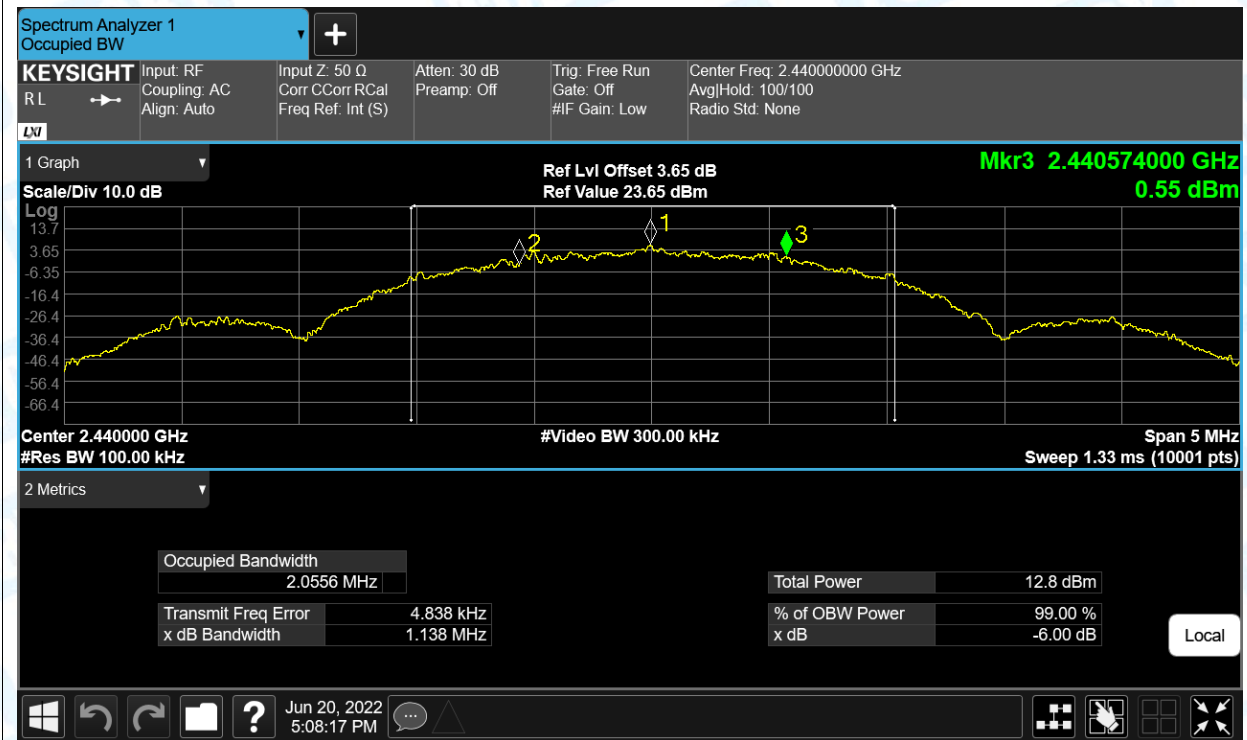 Spectrum Analyzer 1
Occupied BW
▼
+
KEYSIGHT
R L
LXI
Input: RF
Coupling: AC
Align: Auto
Input Z: 50 Ω
Corr CCorr RCal
Freq Ref: Int (S)
Atten: 30 dB
Preamp: Off
Trig: Free Run
Gate: Off
#IF Gain: Low
Center Freq: 2.440000000 GHz
Avg|Hold: 100/100
Radio Std: None
1 Graph ▼
Scale/Div 10.0 dB
Ref Lvl Offset 3.65 dB
Ref Value 23.65 dBm
Mkr3 2.440574000 GHz
0.55 dBm
Log
13.7
3.65
-6.35
-16.4
-26.4
-36.4
-46.4
-56.4
-66.4
2
1
3
Center 2.440000 GHz
#Res BW 100.00 kHz
#Video BW 300.00 kHz
Span 5 MHz
Sweep 1.33 ms (10001 pts)
2 Metrics ▼
Occupied Bandwidth
2.0556 MHz
Transmit Freq Error 4.838 kHz
x dB Bandwidth 1.138 MHz
Total Power 12.8 dBm
% of OBW Power 99.00 %
x dB -6.00 dB
Local
?
Jun 20, 2022
5:08:17 PM